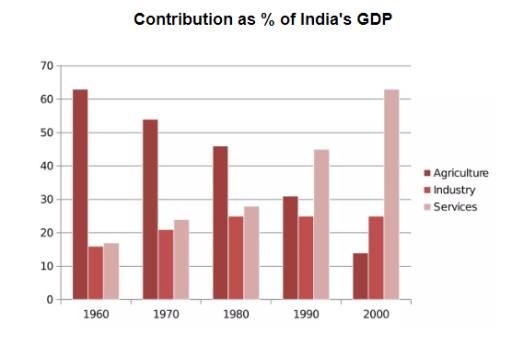 Contribution as % of India's GDP
70
60
50
40
30
20
10
0
1960 1970 1980 1990 2000
Agriculture
Industry
Services